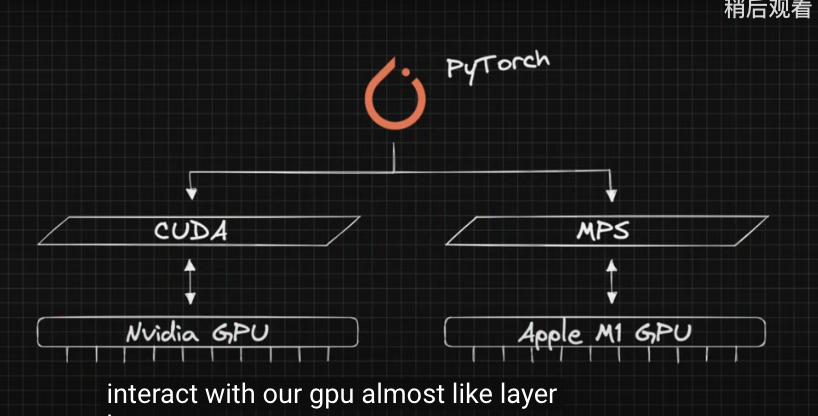 稍后观看
PyTorch
CUDA
MPS
Nvidia GPU
Apple M1 GPU
interact with our gpu almost like layer